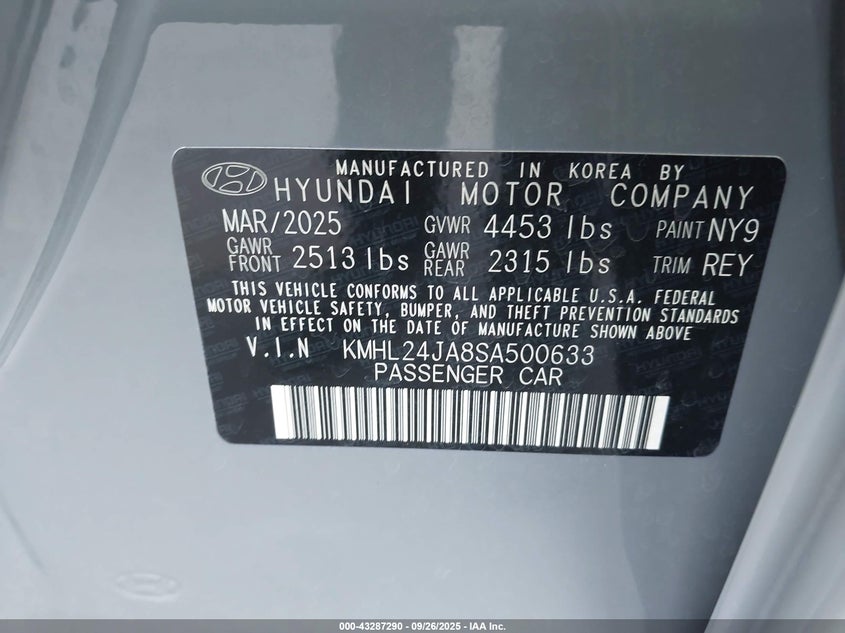 MANUFACTURED IN KOREA BY
HYUNDAI MOTOR COMPANY
MAR/2025 GVWR 4453 lbs PAINT NY9
GAWR FRONT 2513 lbs GAWR REAR 2315 lbs TRIM REY
THIS VEHICLE CONFORMS TO ALL APPLICABLE U.S.A. FEDERAL
MOTOR VEHICLE SAFETY, BUMPER, AND THEFT PREVENTION STANDARDS
IN EFFECT ON THE DATE OF MANUFACTURE SHOWN ABOVE
V.I.N KMHL24JA8SA500633
PASSENGER CAR
000-43287290 - 09/26/2025 - IAA Inc.